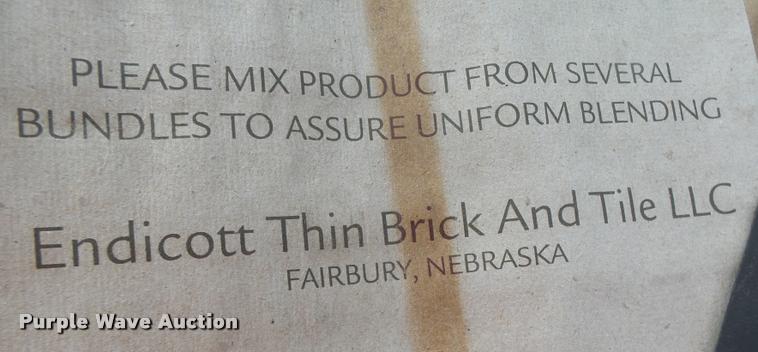 PLEASE MIX PRODUCT FROM SEVERAL
BUNDLES TO ASSURE UNIFORM BLENDING
Endicott Thin Brick And Tile LLC
FAIRBURY, NEBRASKA
Purple Wave Auction